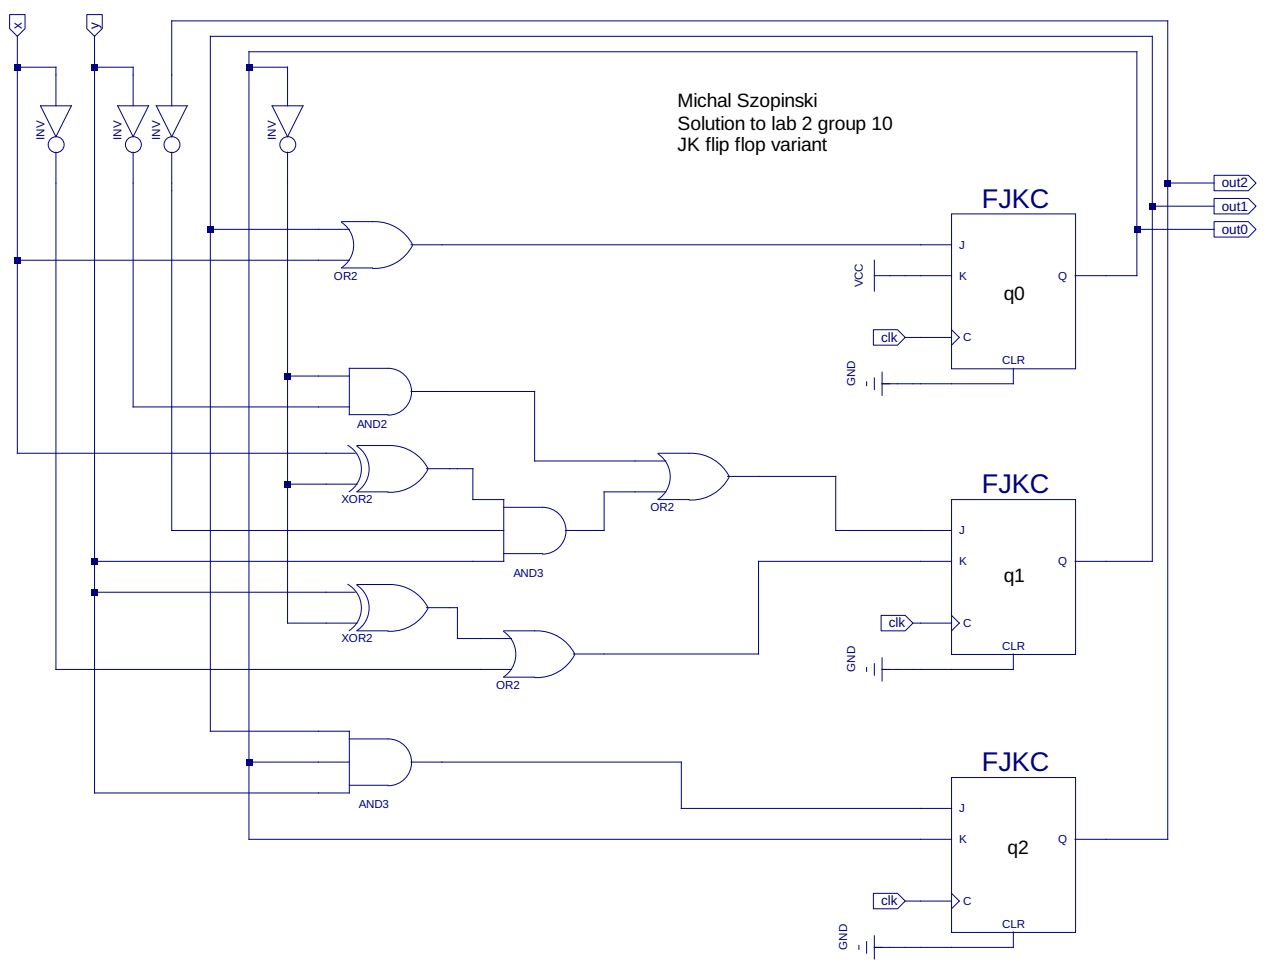 x
y
INV
INV
INV
INV
Michal Szopinski
Solution to lab 2 group 10
JK flip flop variant
out2
out1
out0
FJKC
J
K
Q
q0
C
CLR
VCC
clk
GND
OR2
AND2
XOR2
AND3
OR2
FJKC
J
K
Q
q1
C
CLR
clk
GND
XOR2
OR2
AND3
FJKC
J
K
Q
q2
C
CLR
clk
GND